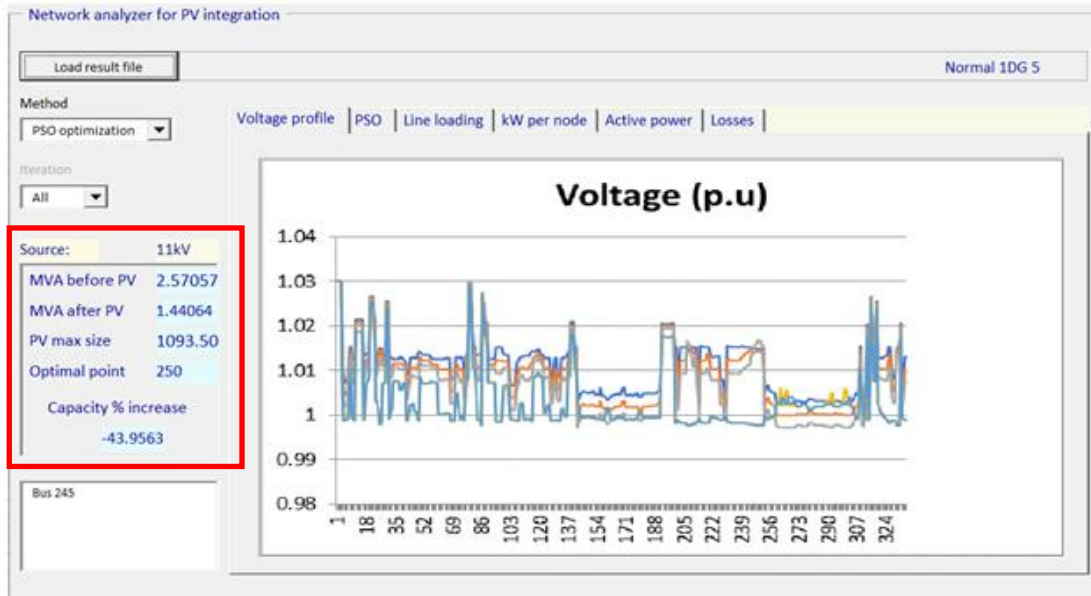 Network analyzer for PV integration
Load result file
Normal 1DG 5
Method
PSO optimization
Iteration
All
Source: 11kV
MVA before PV 2.57057
MVA after PV 1.44064
PV max size 1093.50
Optimal point 250
Capacity % increase
-43.9563
Bus 245
Voltage profile PSO Line loading kW per node Active power Losses
Voltage (p.u)
1.04
1.03
1.02
1.01
1
0.99
0.98
1 18 35 52 69 86 103 120 137 154 171 188 205 222 239 256 273 290 307 324